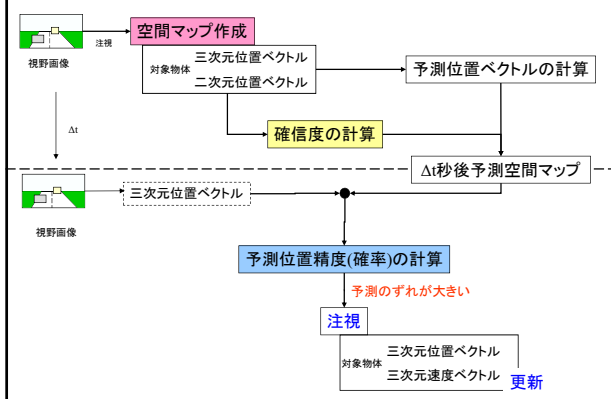 空間マップ作成
注視
視野画像
対象物体
三次元位置ベクトル
二次元位置ベクトル
予測位置ベクトルの計算
Δt
確信度の計算
Δt秒後予測空間マップ
三次元位置ベクトル
視野画像
予測位置精度(確率)の計算
予測のずれが大きい
注視
対象物体
三次元位置ベクトル
三次元速度ベクトル
更新